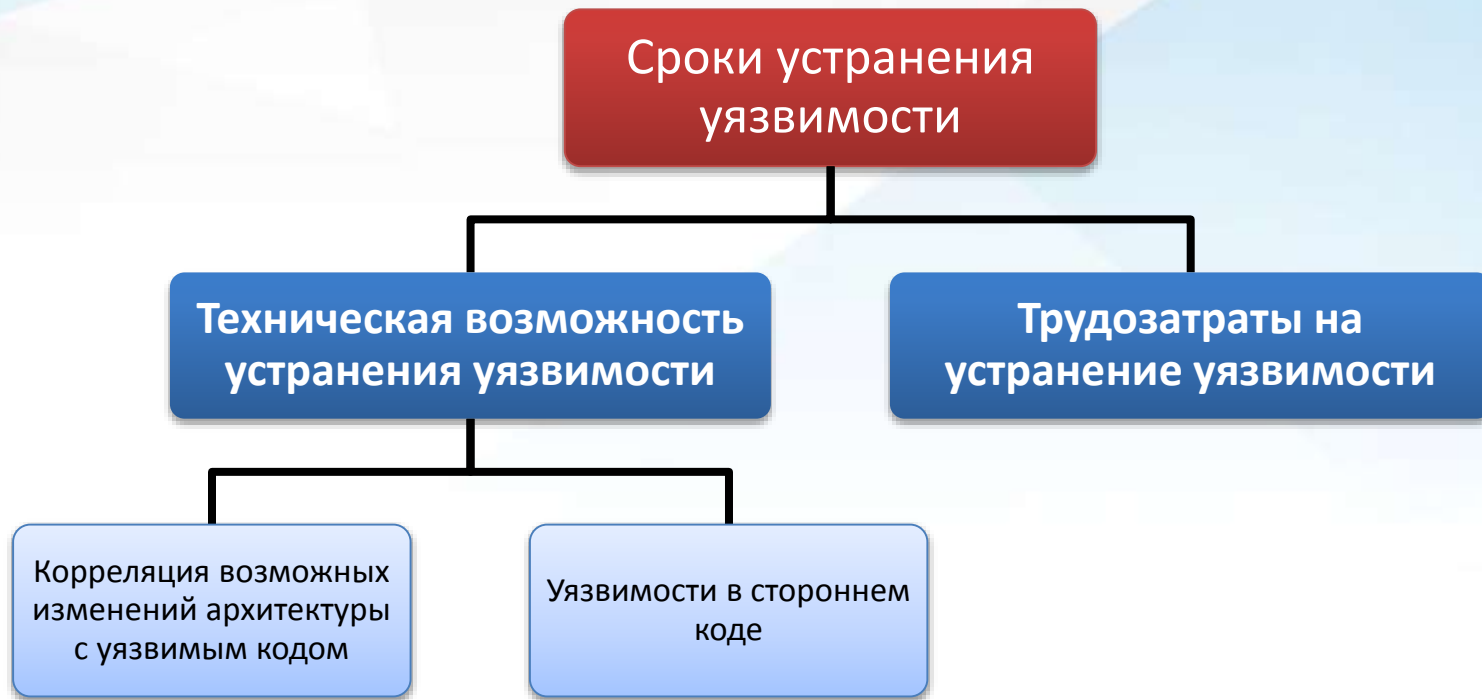 Сроки устранения
уязвимости
Техническая возможность
устранения уязвимости
Трудозатраты на
устранение уязвимости
Корреляция возможных
изменений архитектуры
с уязвимым кодом
Уязвимости в стороннем
коде